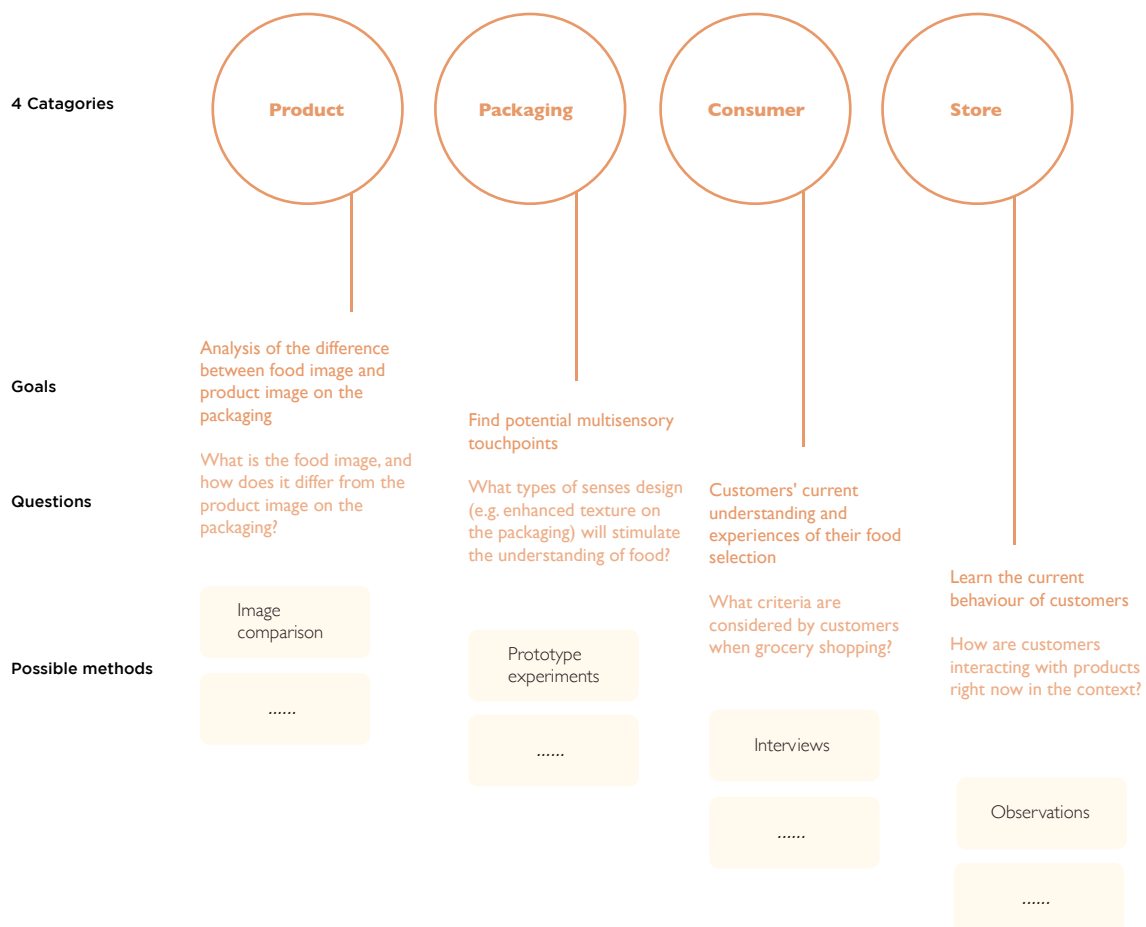 4 Catagories
Product
Packaging
Consumer
Store
Goals
Questions
Possible methods
Analysis of the difference
between food image and
product image on the
packaging
What is the food image, and
how does it differ from the
product image on the
packaging?
Image
comparison
......
Find potential multisensory
touchpoints
What types of senses design
(e.g. enhanced texture on
the packaging) will stimulate
the understanding of food?
Prototype
experiments
......
Customers' current
understanding and
experiences of their food
selection
What criteria are
considered by customers
when grocery shopping?
Interviews
......
Learn the current
behaviour of customers
How are customers
interacting with products
right now in the context?
Observations
......